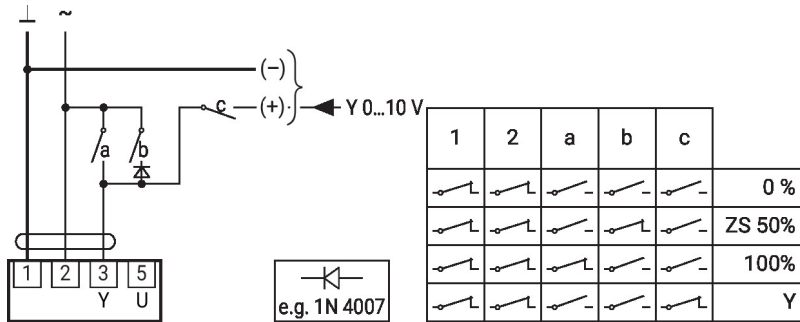 ⊥ ~
(–)
c (+) Y 0...10 V
a b
1 2 3 5
Y U
e.g. 1N 4007
1 2 a b c
0 %
ZS 50%
100%
Y